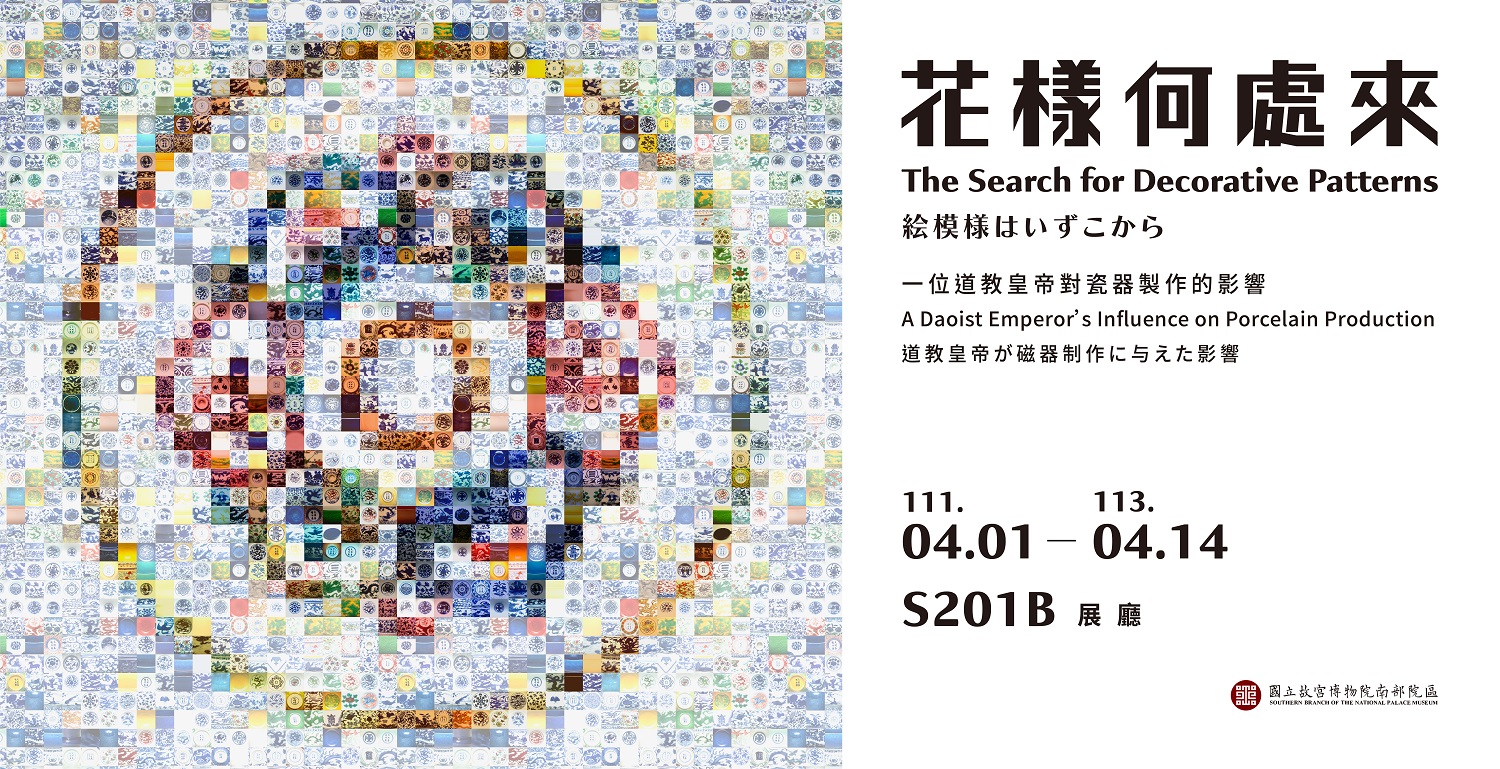 花樣何處來
The Search for Decorative Patterns
絵模様はいずこから
一位道教皇帝對瓷器製作的影響
A Daoist Emperor's Influence on Porcelain Production
道教皇帝が磁器制作に与えた影響
111. 113.
04.01 — 04.14
S201B 展廳
國立故宮博物院南部院區
SOUTHERN BRANCH OF THE NATIONAL PALACE MUSEUM